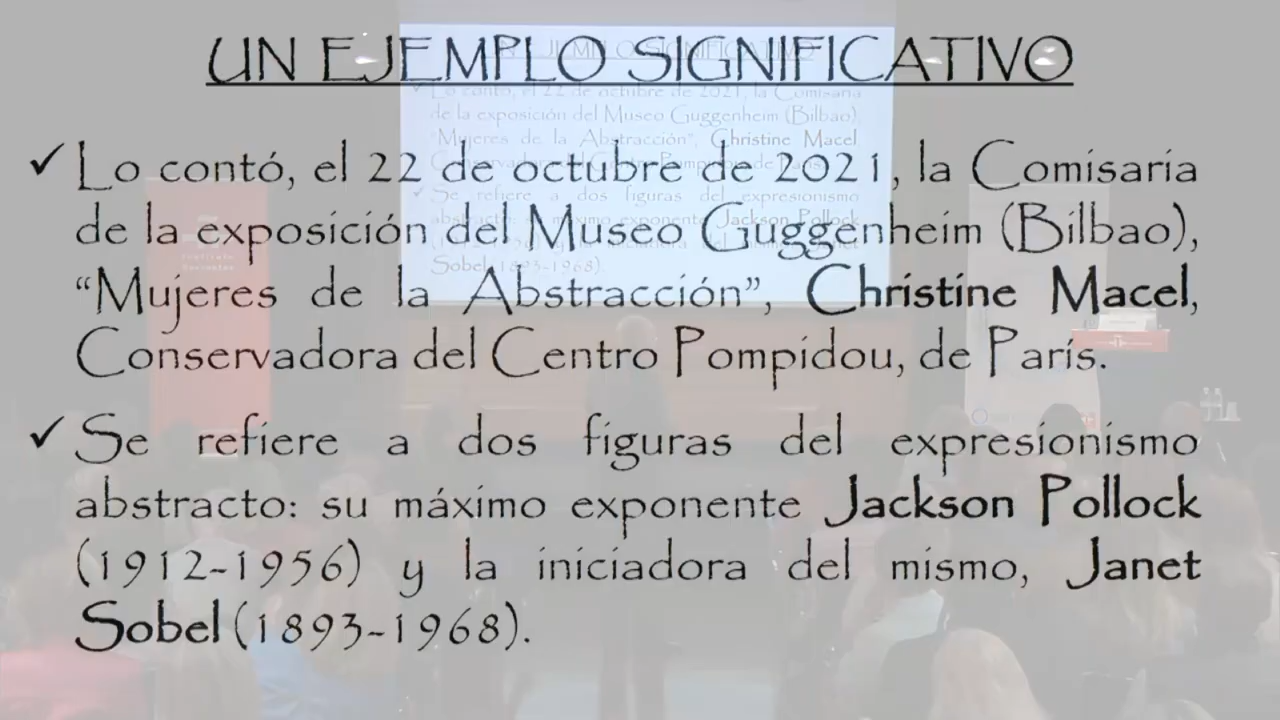 UN EJEMPLO SIGNIFICATIVO
✓ Lo contó, el 22 de octubre de 2021, la Comisaria
de la exposición del Museo Guggenheim (Bilbao),
“Mujeres de la Abstracción”, Christine Macel,
Conservadora del Centro Pompidou, de París.
✓ Se refiere a dos figuras del expresionismo
abstracto: su máximo exponente Jackson Pollock
(1912-1956) y la iniciadora del mismo, Janet
Sobel (1893-1968).